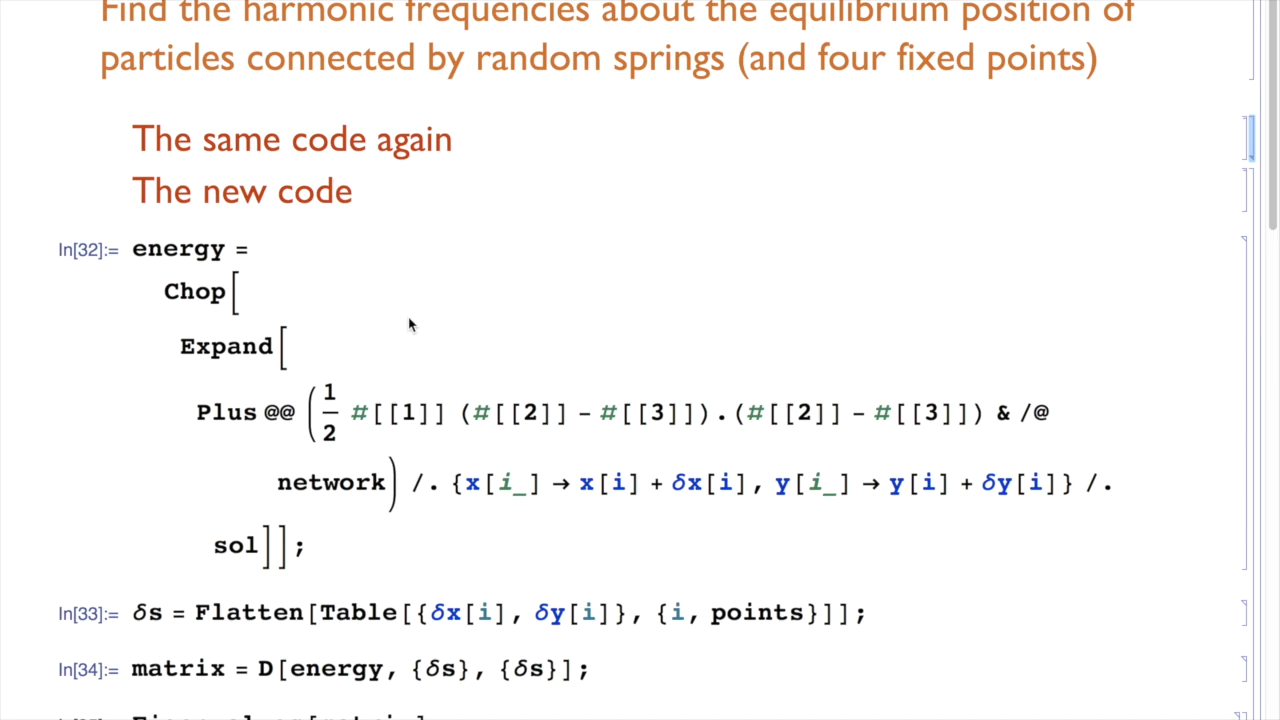 Find the harmonic frequencies about the equilibrium position of
particles connected by random springs (and four fixed points)
The same code again
The new code
In[32]:= energy =
Chop[
Expand[
Plus @@ (1/2 #[[1]] (#[[2]] - #[[3]]).(#[[2]] - #[[3]]) & /@
network) /. {x[i_] → x[i] + δx[i], y[i_] → y[i] + δy[i]} /.
sol]];
In[33]:= δs = Flatten[Table[{δx[i], δy[i]}, {i, points}]];
In[34]:= matrix = D[energy, {δs}, {δs}];